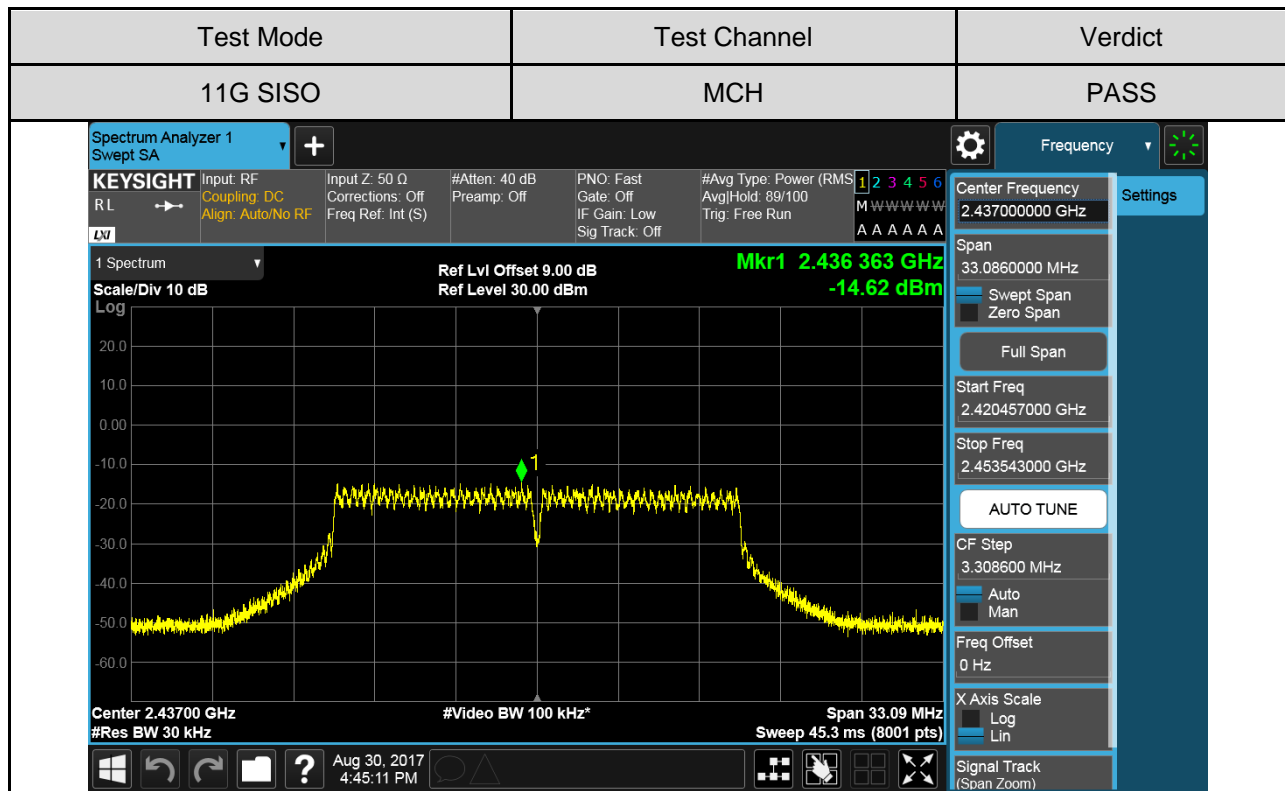 Test Mode Test Channel Verdict
11G SISO MCH PASS
Spectrum Analyzer 1
Swept SA
+
Frequency
KEYSIGHT
R L
LXI
Input: RF
Coupling: DC
Align: Auto/No RF
Input Z: 50 Ω
Corrections: Off
Freq Ref: Int (S)
#Atten: 40 dB
Preamp: Off
PNO: Fast
Gate: Off
IF Gain: Low
Sig Track: Off
#Avg Type: Power (RMS
Avg|Hold: 89/100
Trig: Free Run
1 2 3 4 5 6
M W W W W W
A A A A A A
1 Spectrum
Scale/Div 10 dB
Log
Ref Lvl Offset 9.00 dB
Ref Level 30.00 dBm
Mkr1 2.436 363 GHz
-14.62 dBm
20.0
10.0
0.00
-10.0
-20.0
-30.0
-40.0
-50.0
-60.0
1
Center 2.43700 GHz
#Res BW 30 kHz
#Video BW 100 kHz*
Span 33.09 MHz
Sweep 45.3 ms (8001 pts)
?
Aug 30, 2017
4:45:11 PM
Center Frequency
2.437000000 GHz
Settings
Span
33.0860000 MHz
Swept Span
Zero Span
Full Span
Start Freq
2.420457000 GHz
Stop Freq
2.453543000 GHz
AUTO TUNE
CF Step
3.308600 MHz
Auto
Man
Freq Offset
0 Hz
X Axis Scale
Log
Lin
Signal Track
(Span Zoom)